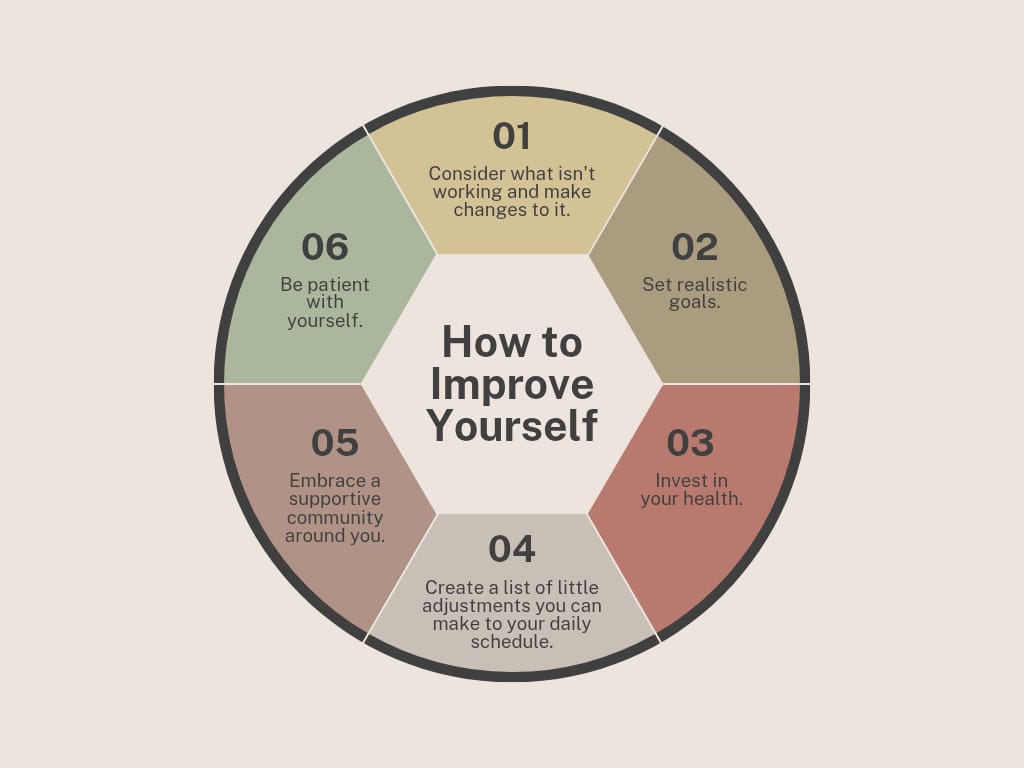 How to
Improve
Yourself
01
Consider what isn't
working and make
changes to it.
02
Set realistic
goals.
03
Invest in
your health.
04
Create a list of little
adjustments you can
make to your daily
schedule.
05
Embrace a
supportive
community
around you.
06
Be patient
with
yourself.